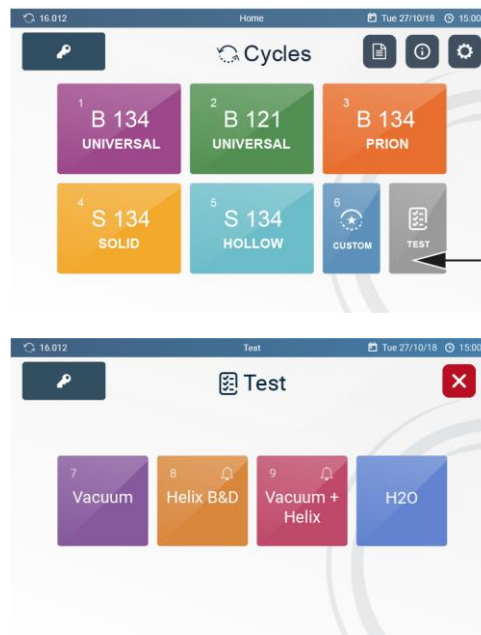 16.012 Home Tue 27/10/18 15:00
Cycles
1
B 134
UNIVERSAL
2
B 121
UNIVERSAL
3
B 134
PRION
4
S 134
SOLID
5
S 134
HOLLOW
6
CUSTOM
TEST
16.012 Test Tue 27/10/18 15:00
Test
7
Vacuum
8
Helix B&D
9
Vacuum +
Helix
H2O